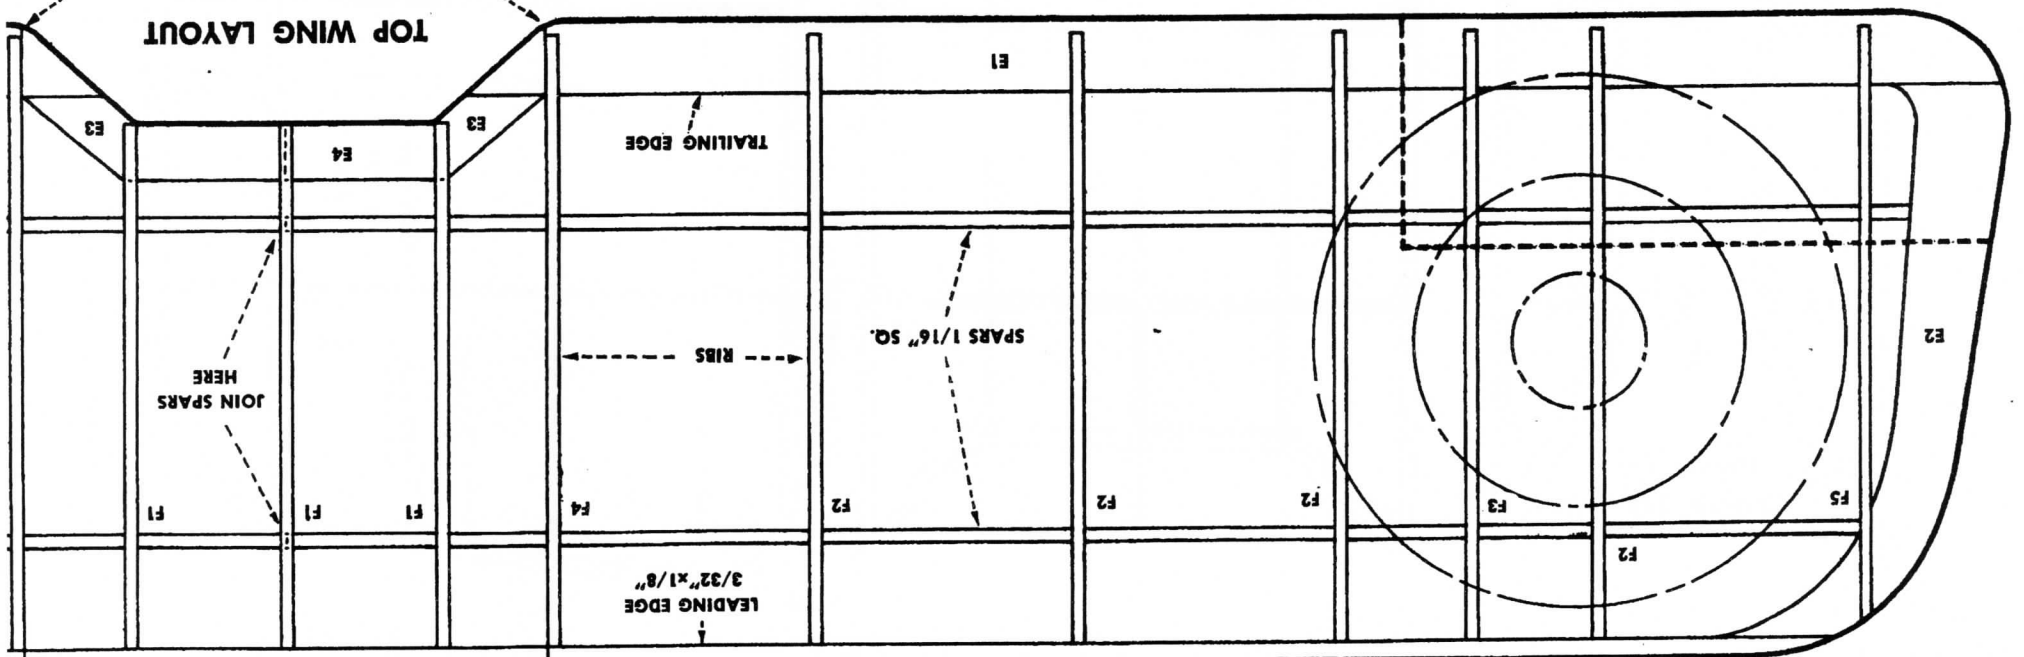 LEADING EDGE
3/32"x1/8"
F2
F5
F3
F2
F2
F2
F4
F1
F1
F1
JOIN SPARS
HERE
RIBS
E2
SPARS 1/16" SQ.
E4
TRAILING EDGE
E3
E3
E1
TOP WING LAYOUT